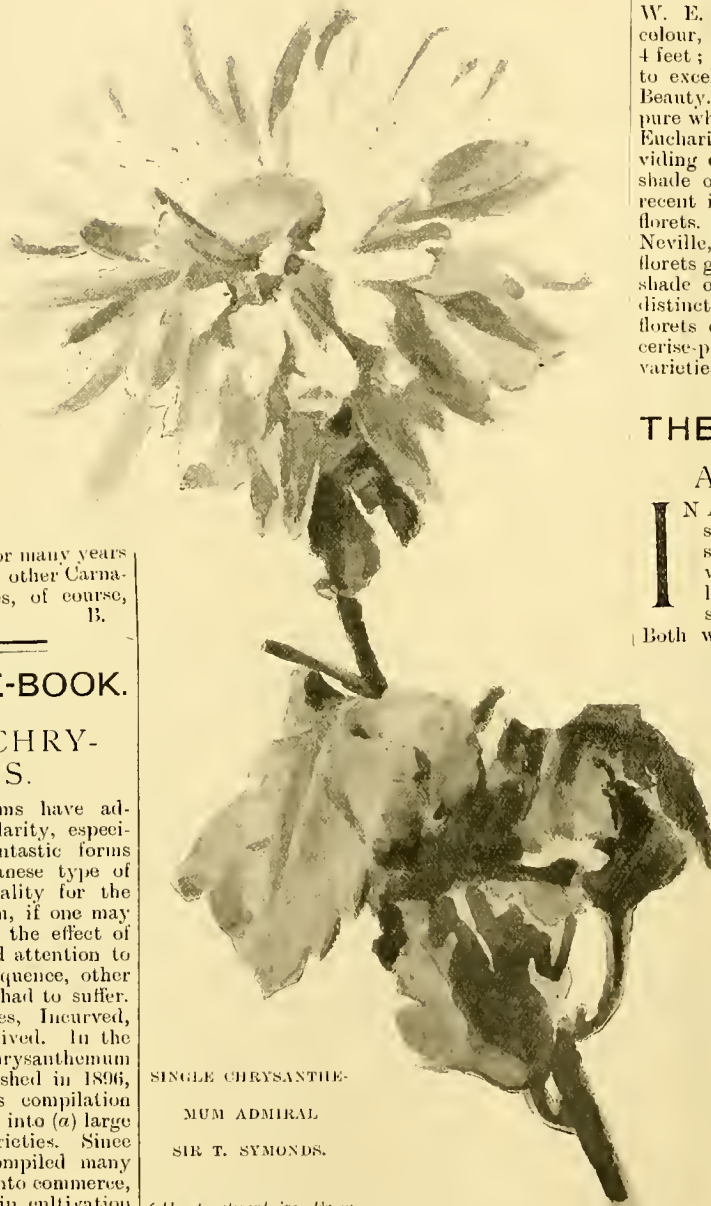 or many years
other Carna-
s, of course,
B.
E-BOOK.
CHRY-
S.
ms have ad-
larity, especi-
ntastic forms
anese type of
ality for the
n, if one may
the effect of
d attention to
quence, other
had to suffer.
es, Incurved,
ived. In the
rysanthemum
shed in 1896,
s compilation
into (a) large
rieties. Since
ompiled many
nto commerce,
in cultivation
SINGLE CHRYSANTHE-
MUM ADMIRAL
SIR T. SYMONDS.
W. E.
colour,
4 feet;
to exce
Beauty.
pure wh
Euchari
viding
shade o
recent i
florets.
Neville,
florets g
shade o
distinct
florets
cerise-p
varietie
THE
A
IN
s
s
v
l
s
Both w